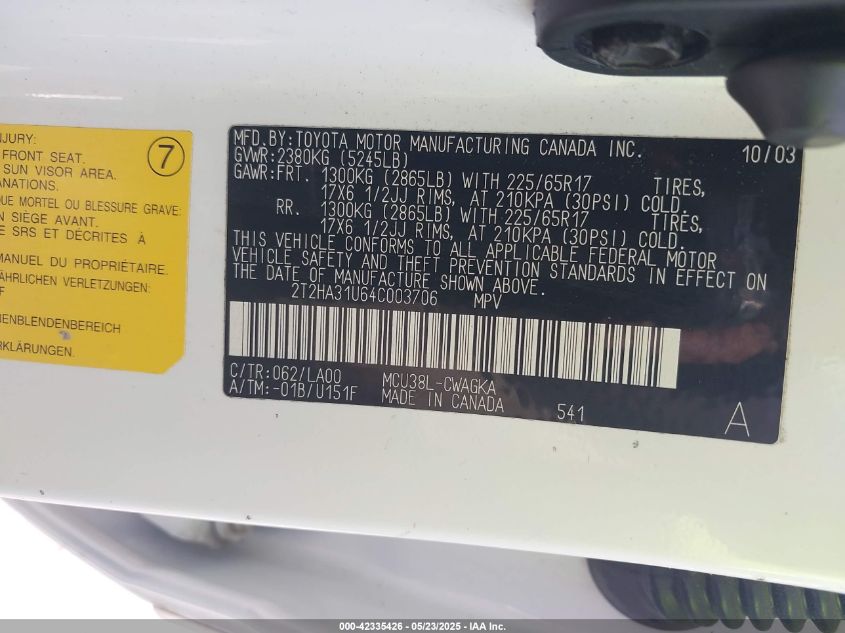 NJURY:
FRONT SEAT.
SUN VISOR AREA.
ANATIONS.
QUE MORTEL OU BLESSURE GRAVE:
SIÈGE AVANT.
E SRS ET DÉCRITES À
MANUEL DU PROPRIÉTAIRE.
ÄHRLICHEN VERLETZUNGEN.
F
NENBLENDENBEREICH
RKLÄRUNGEN.
7
MFD.BY:TOYOTA MOTOR MANUFACTURING CANADA INC. 10/03
GVWR:2380KG (5245LB)
GAWR:FRT. 1300KG (2865LB) WITH 225/65R17 TIRES,
17X6 1/2JJ RIMS, AT 210KPA (30PSI) COLD.
RR. 1300KG (2865LB) WITH 225/65R17 TIRES,
17X6 1/2JJ RIMS, AT 210KPA (30PSI) COLD.
THIS VEHICLE CONFORMS TO ALL APPLICABLE FEDERAL MOTOR
VEHICLE SAFETY AND THEFT PREVENTION STANDARDS IN EFFECT ON
THE DATE OF MANUFACTURE SHOWN ABOVE.
2T2HA31U64C003706 MPV
C/TR:062/LA00 MCU38L-CWAGKA
A/TM:-01B/U151F MADE IN CANADA 541
A
000-42335426 - 05/23/2025 - IAA Inc.